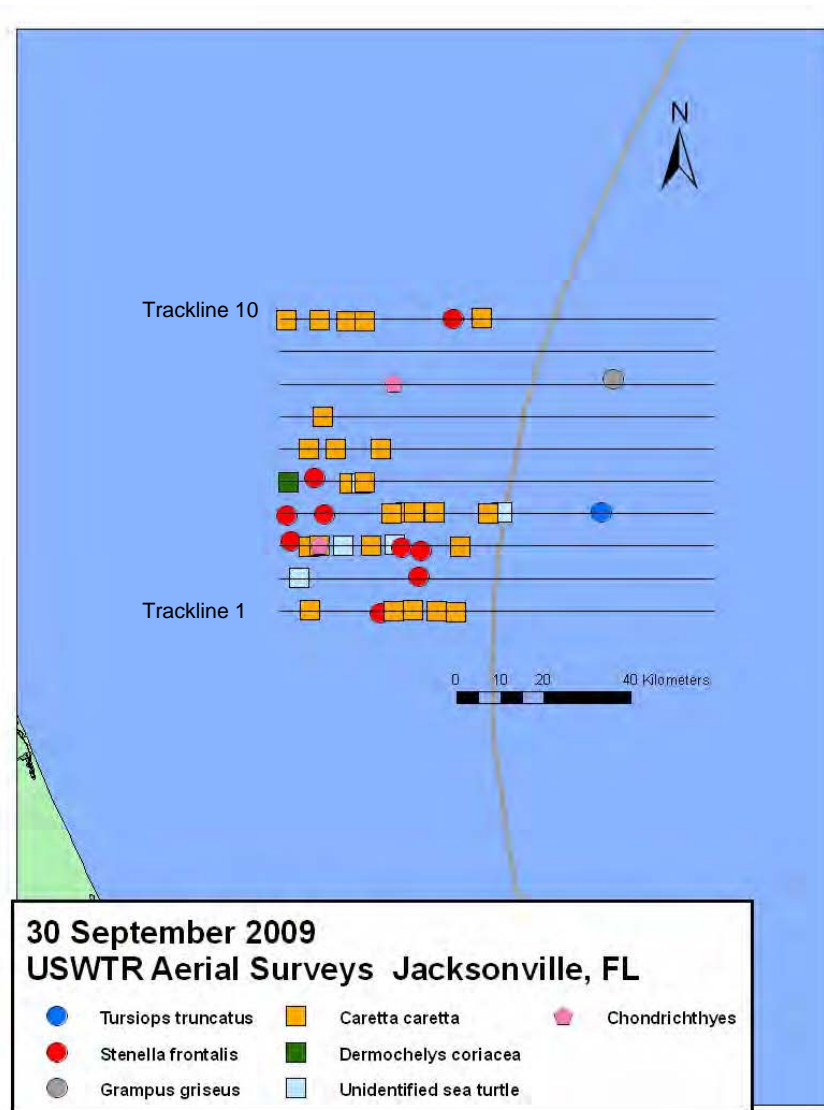 N
Trackline 10
Trackline 1
0 10 20 40 Kilometers
30 September 2009
USWTR Aerial Surveys Jacksonville, FL
Tursiops truncatus
Caretta caretta
Chondrichthyes
Stenella frontalis
Dermochelys coriacea
Grampus griseus
Unidentified sea turtle